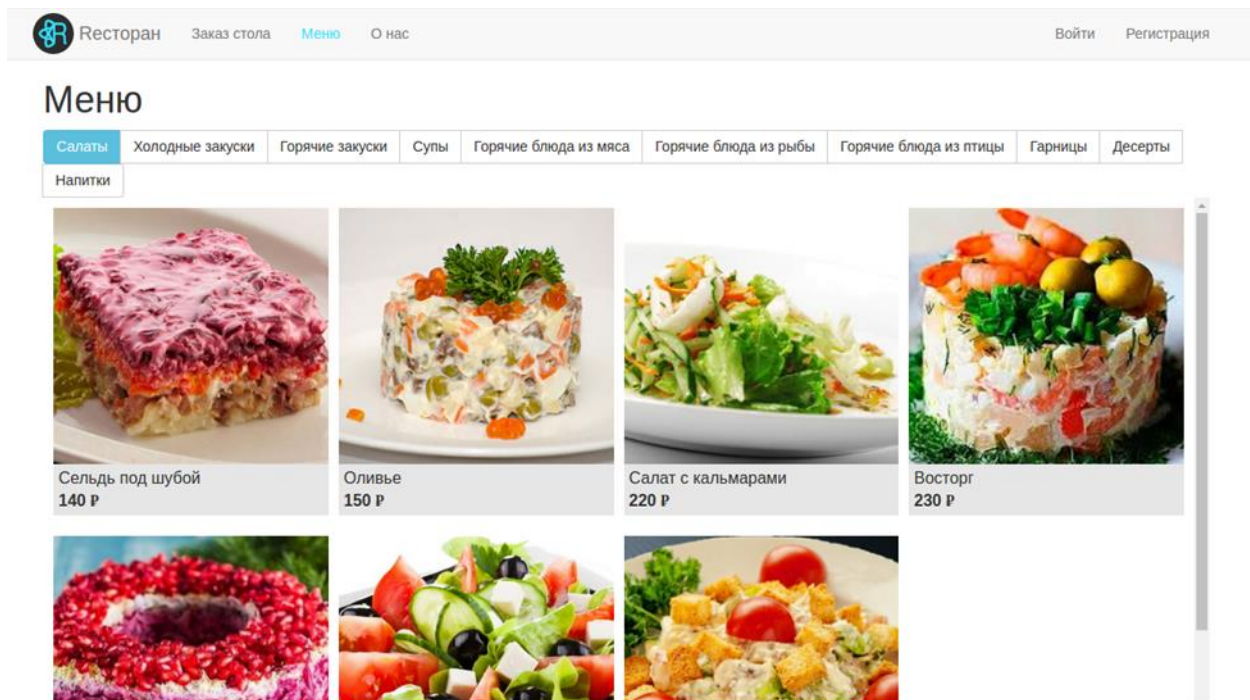 Rесторан Заказ стола Меню О нас Войти Регистрация
Меню
Салаты Холодные закуски Горячие закуски Супы Горячие блюда из мяса Горячие блюда из рыбы Горячие блюда из птицы Гарницы Десерты
Напитки
Сельдь под шубой Оливье Салат с кальмарами Восторг
140 ₽ 150 ₽ 220 ₽ 230 ₽